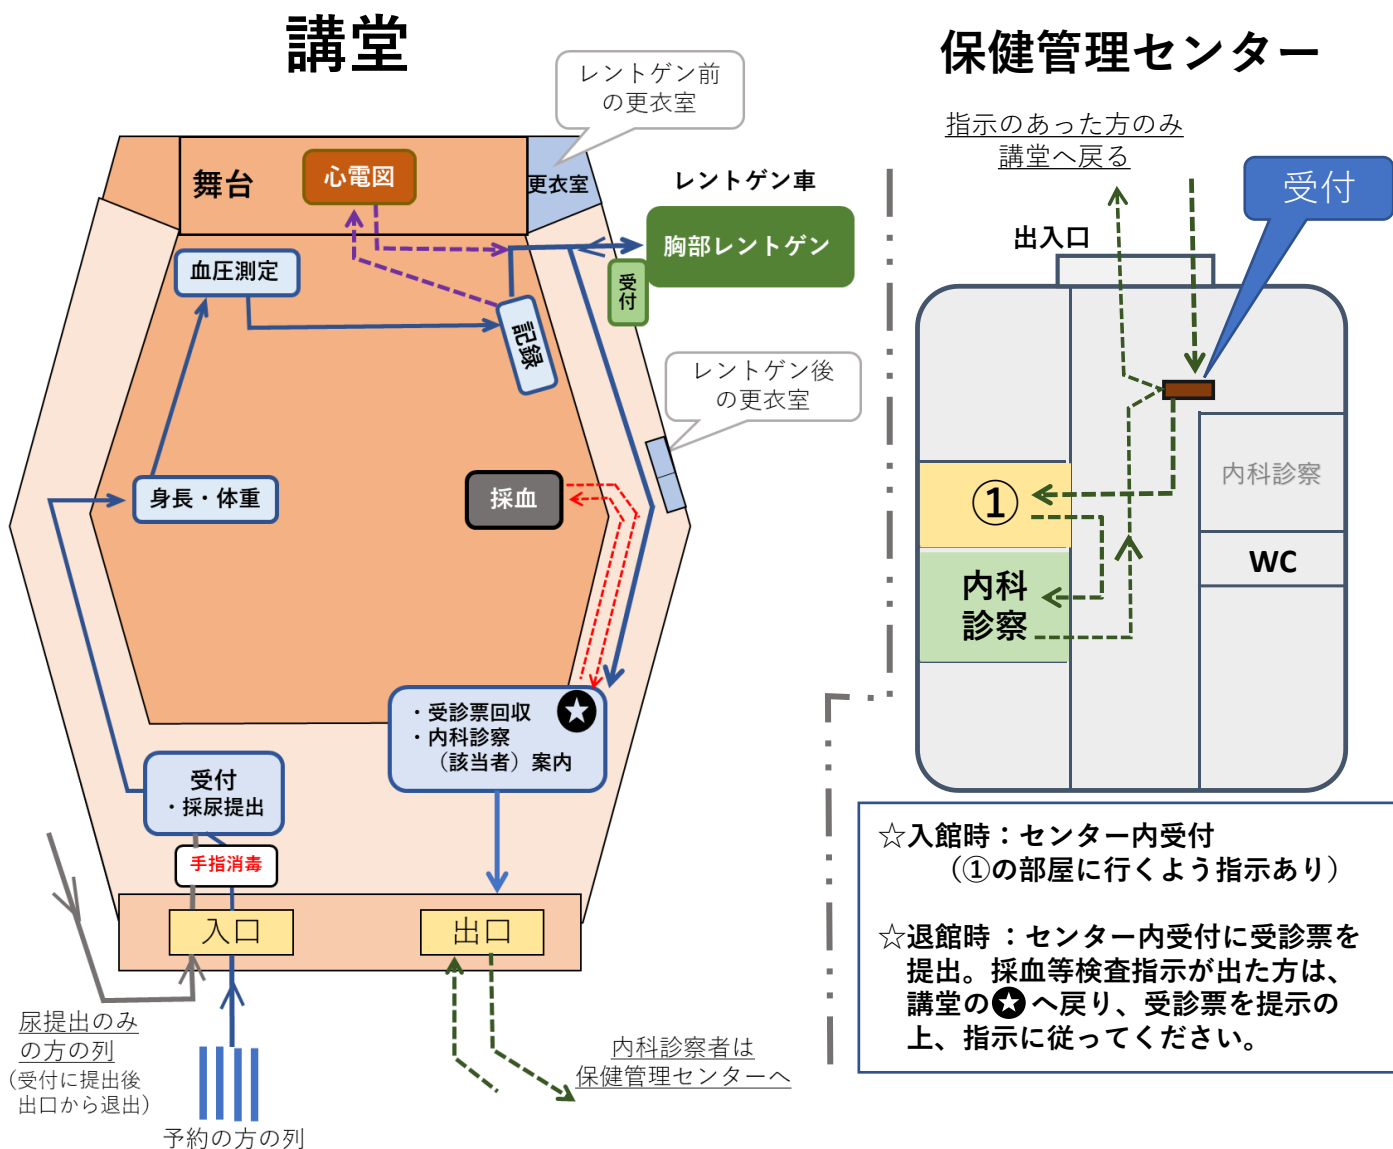 講堂
保健管理センター
レントゲン前
の更衣室
指示のあった方のみ
講堂へ戻る
舞台
心電図
更衣室
レントゲン車
受付
出入口
胸部レントゲン
血圧測定
受付
記録
レントゲン後
の更衣室
身長・体重
採血
①
内科診察
WC
内科
診察
・受診票回収
・内科診察
（該当者）案内
受付
・採尿提出
手指消毒
入口
出口
☆入館時：センター内受付
（①の部屋に行くよう指示あり）
☆退館時：センター内受付に受診票を
提出。採血等検査指示が出た方は、
講堂の★へ戻り、受診票を提示の
上、指示に従ってください。
尿提出のみ
の方の列
（受付に提出後
出口から退出）
内科診察者は
保健管理センターへ
予約の方の列